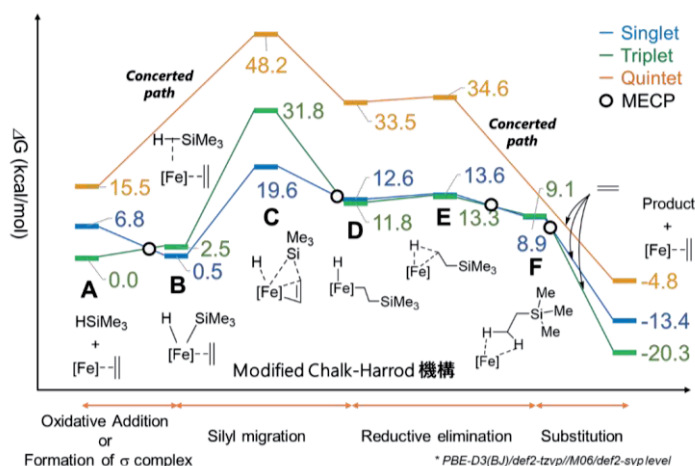 Singlet
Triplet
Quintet
MECP
ΔG (kcal/mol)
Concerted
path
48.2
31.8
19.6
C
33.5
34.6
Concerted
path
H
SiMe3
[Fe]
15.5
6.8
0.0
A
2.5
0.5
B
12.6
11.8
D
13.6
13.3
E
9.1
8.9
F
Product
+
[Fe]
-4.8
-13.4
-20.3
HSiMe3
+
[Fe]
H
SiMe3
[Fe]
Me3
Si
H
[Fe]
H
[Fe]
SiMe3
H
[Fe]
SiMe3
Me
Si
Me
Me
H
H
[Fe]
Modified Chalk-Harrod 機構
Oxidative Addition
or
Formation of σ complex
Silyl migration
Reductive elimination
Substitution
* PBE-D3(BJ)/def2-tzvp//M06/def2-svp level